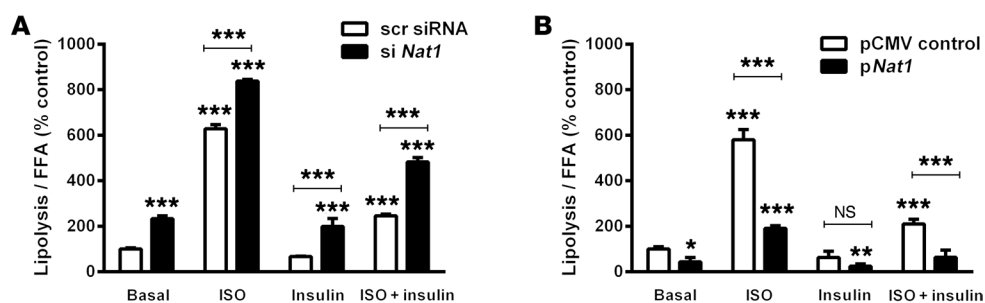 A
Lipolysis / FFA (% control)
1000
800
600
400
200
0
scr siRNA
si Nat1
***
***
***
***
***
***
***
***
***
Basal
ISO
Insulin
ISO + insulin
B
Lipolysis / FFA (% control)
1000
800
600
400
200
0
pCMV control
pNat1
***
***
***
*
***
NS
**
***
Basal
ISO
Insulin
ISO + insulin